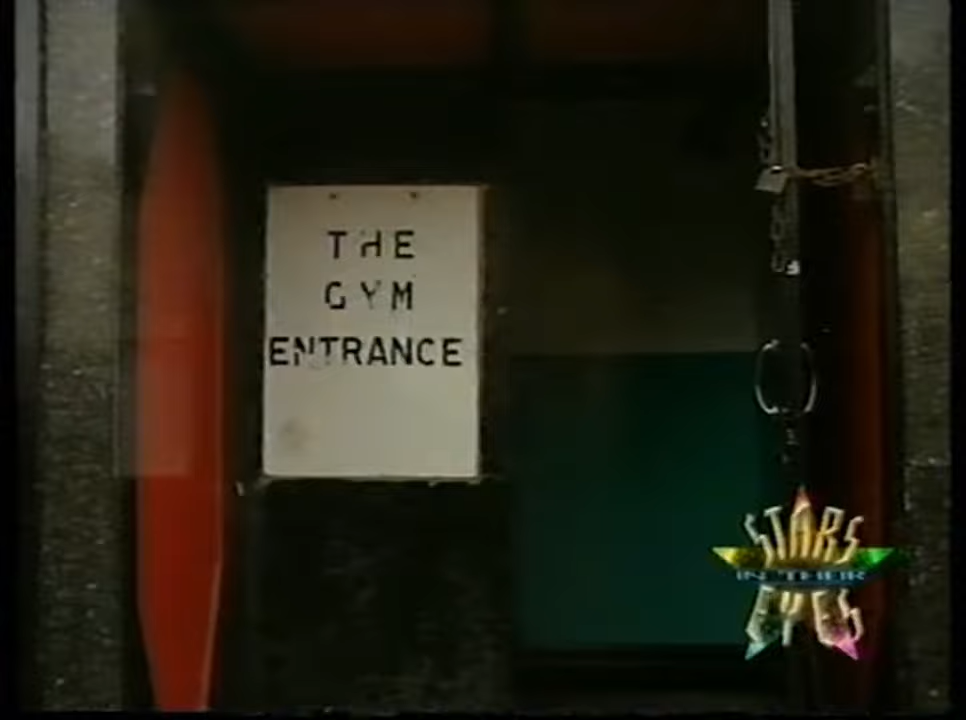 THE
GYM
ENTRANCE
STARS
IN THEIR
EYES